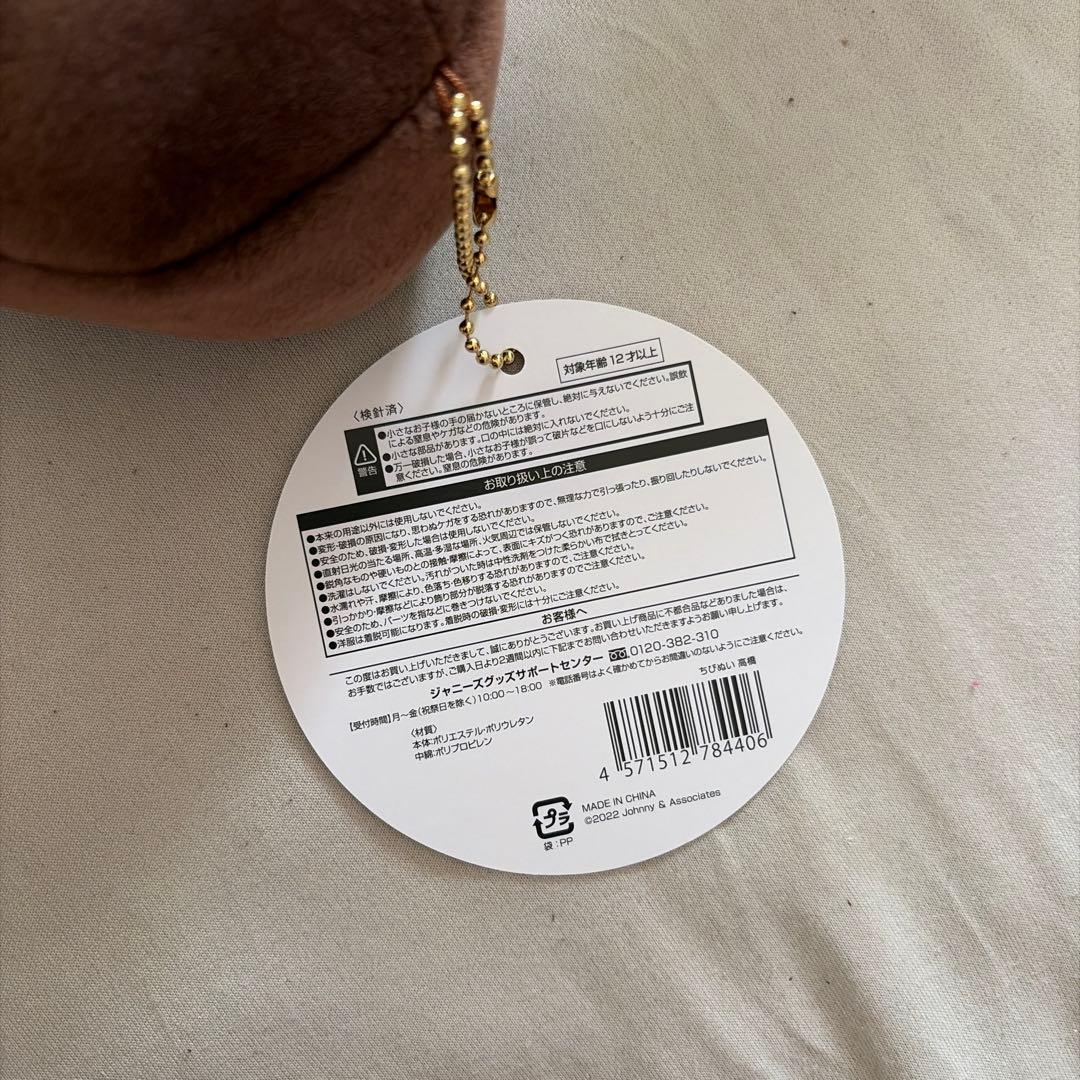 対象年齢12才以上
〈検針済〉
警告
●小さなお子様の手の届かないところに保管し、絶対に与えないでください。誤飲
による窒息やケガなどの危険があります。
●小さな部品があります。口の中には絶対に入れないでください。
●万一破損した場合、小さなお子様が誤って破片などを口にしないよう十分にご注
意ください。窒息の危険があります。
お取り扱い上の注意
●本来の用途以外には使用しないでください。
●変形・破損の原因になり、思わぬケガをする恐れがありますので、無理な力で引っ張ったり、振り回したりしないでください。
●安全のため、破損・変形した場合は使用しないでください。
●直射日光の当たる場所、高温・多湿な場所、火気周辺では保管しないでください。
●鋭角なものや硬いものとの接触・摩擦によって、表面にキズがつく恐れがありますので、ご注意ください。
●洗濯はしないでください。汚れがついた時は中性洗剤をつけた柔らかい布で拭きとってください。
●水濡れや汗、摩擦により、色落ち・色移りする恐れがありますので、ご注意ください。
●引っかかり・摩擦などにより飾り部分が脱落する恐れがありますのでご注意ください。
●安全のため、パーツを指などに巻きつけないでください。
●洋服は着脱可能になります。着脱時の破損・変形には十分にご注意ください。
お客様へ
この度はお買い上げいただきまして、誠にありがとうございます。お買い上げ商品に不都合品などありました場合は、
お手数ではございますが、ご購入日より2週間以内に下記までお問い合わせいただきますようお願い申し上げます。
ジャニーズグッズサポートセンター 0120-382-310
【受付時間】月～金(祝祭日を除く)10:00～18:00 ※電話番号はよく確かめてからお間違いのないようにご注意ください。
〈材質〉
本体:ポリエステル・ポリウレタン
中綿:ポリプロピレン
ちびぬい 高橋
4 571512 784406
プラ
袋:PP
MADE IN CHINA
©2022 Johnny & Associates